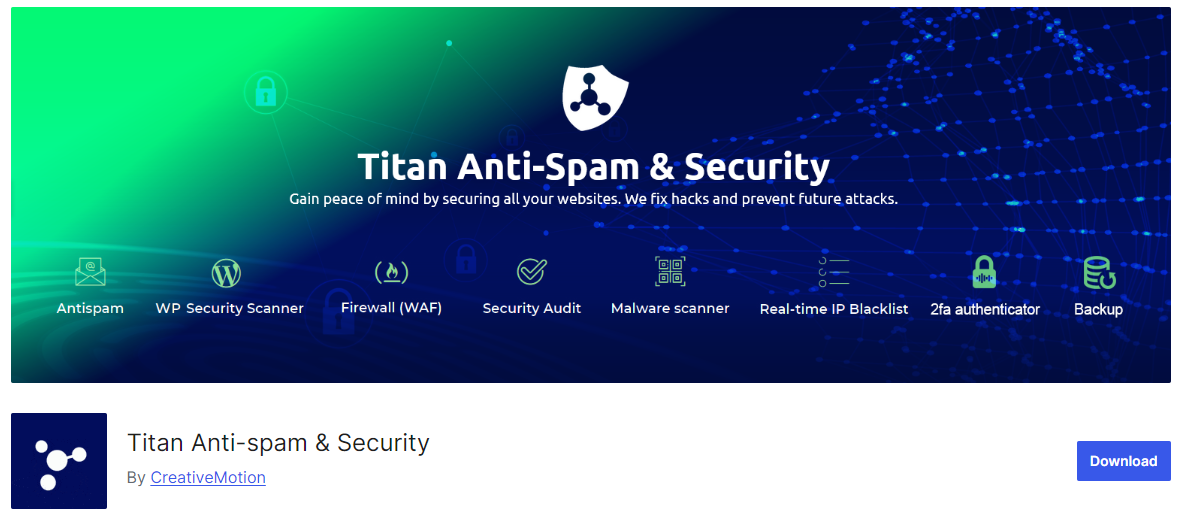 Titan Anti-Spam & Security
Gain peace of mind by securing all your websites. We fix hacks and prevent future attacks.
Antispam
WP Security Scanner
Firewall (WAF)
Security Audit
Malware scanner
Real-time IP Blacklist
2fa authenticator
Backup
Titan Anti-spam & Security
By CreativeMotion
Download